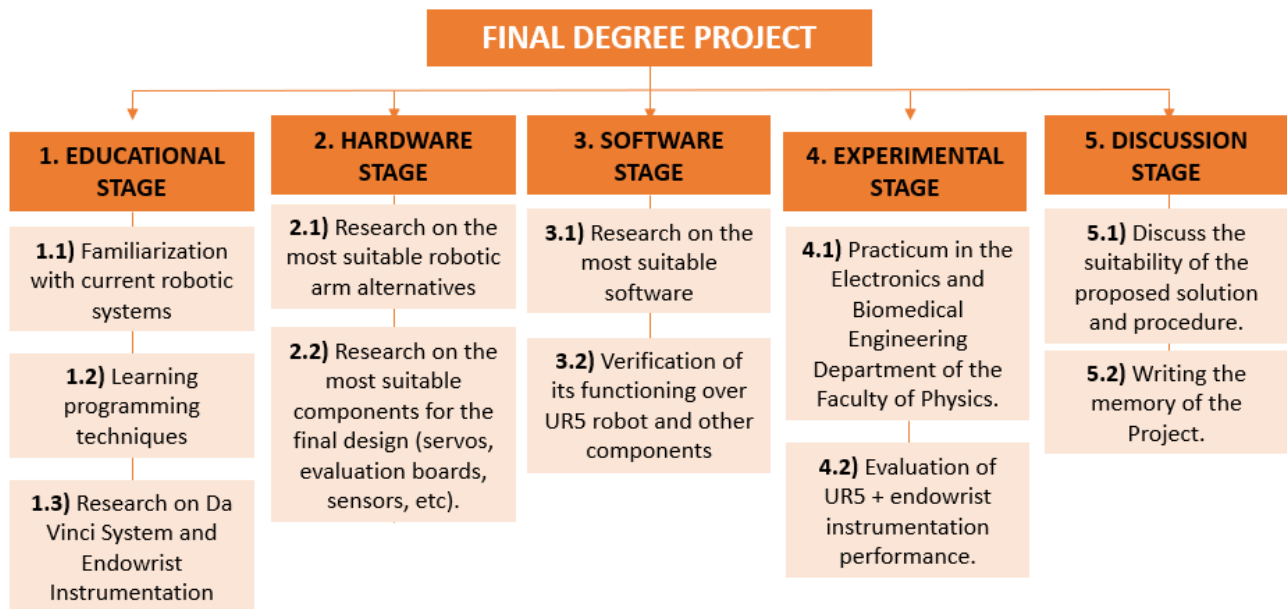 FINAL DEGREE PROJECT
1. EDUCATIONAL
STAGE
1.1) Familiarization
with current robotic
systems
1.2) Learning
programming
techniques
1.3) Research on Da
Vinci System and
Endowrist
Instrumentation
2. HARDWARE
STAGE
2.1) Research on the
most suitable robotic
arm alternatives
2.2) Research on the
most suitable
components for the
final design (servos,
evaluation boards,
sensors, etc).
3. SOFTWARE
STAGE
3.1) Research on the
most suitable
software
3.2) Verification of
its functioning over
UR5 robot and other
components
4. EXPERIMENTAL
STAGE
4.1) Practicum in the
Electronics and
Biomedical
Engineering
Department of the
Faculty of Physics.
4.2) Evaluation of
UR5 + endowrist
instrumentation
performance.
5. DISCUSSION
STAGE
5.1) Discuss the
suitability of the
proposed solution
and procedure.
5.2) Writing the
memory of the
Project.